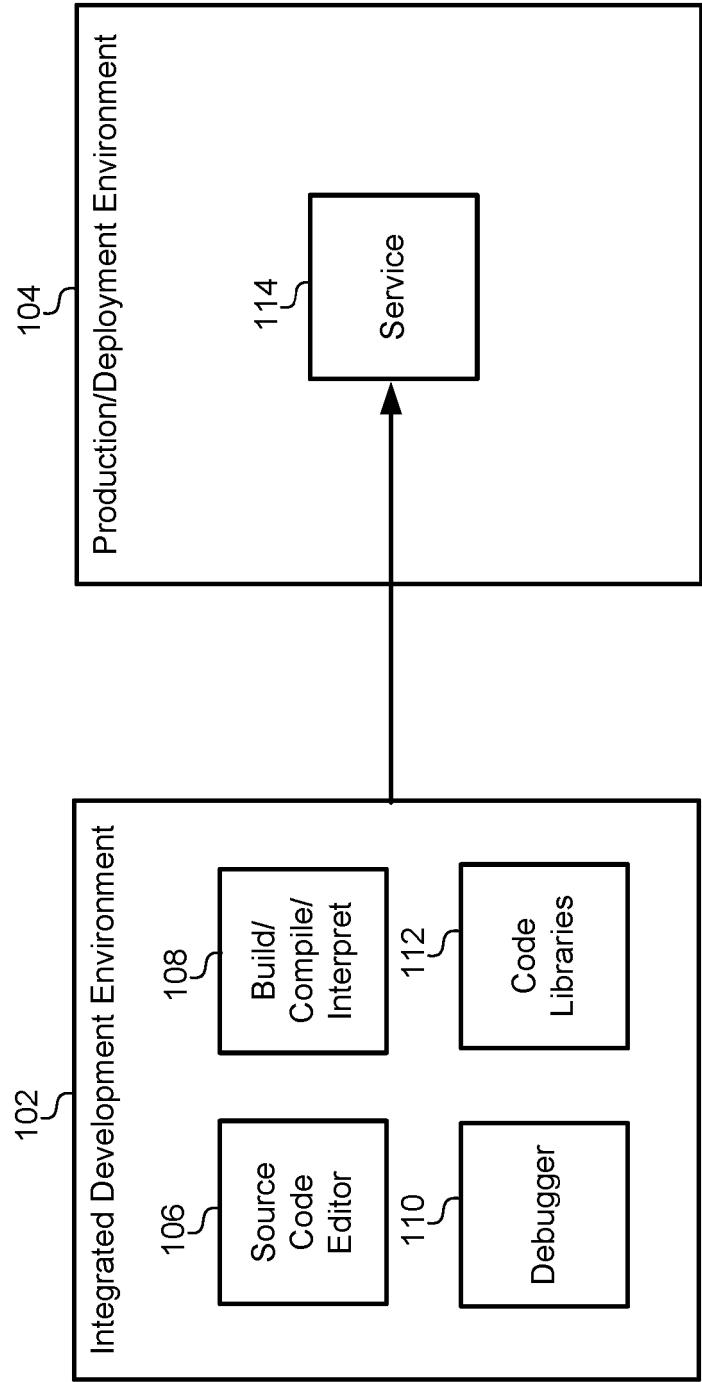 102
Integrated Development Environment
106
Source
Code
Editor
108
Build/
Compile/
Interpret
110
Debugger
112
Code
Libraries
104
Production/Deployment Environment
114
Service